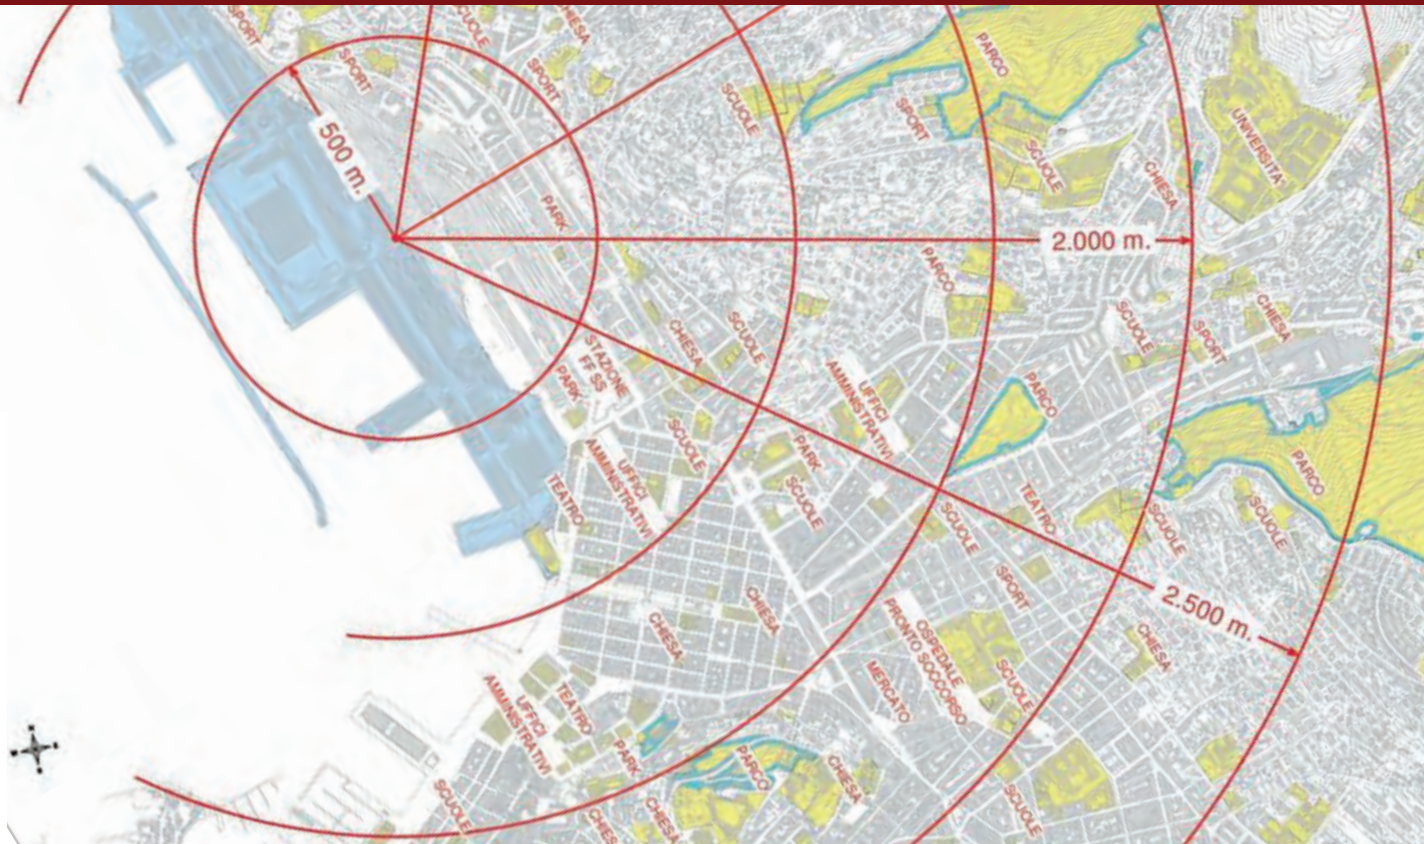 SPORT
SCUOLE
CHIESA
SPORT
SPORT
500 m.
SCUOLE
PARCO
SPORT
SCUOLE
UNIVERSITA'
CHIESA
PARK
2.000 m.
PARCO
SCUOLE
CHIESA
SCUOLE
SPORT
CHIESA
STAZIONE
FF SS
PARK
UFFICI
AMMINISTRATIVI
PARCO
SCUOLE
PARK
SCUOLE
UFFICI
AMMINISTRATIVI
TEATRO
PARCO
TEATRO
SCUOLE
SCUOLE
SCUOLE
SPORT
2.500 m.
CHIESA
CHIESA
CHIESA
OSPEDALE
PRONTO SOCCORSO
SCUOLE
MERCATO
TEATRO
UFFICI
AMMINISTRATIVI
PARK
PARCO
CHIESA
SCUOLE
CHIESA
CHIESA
SCUOLE